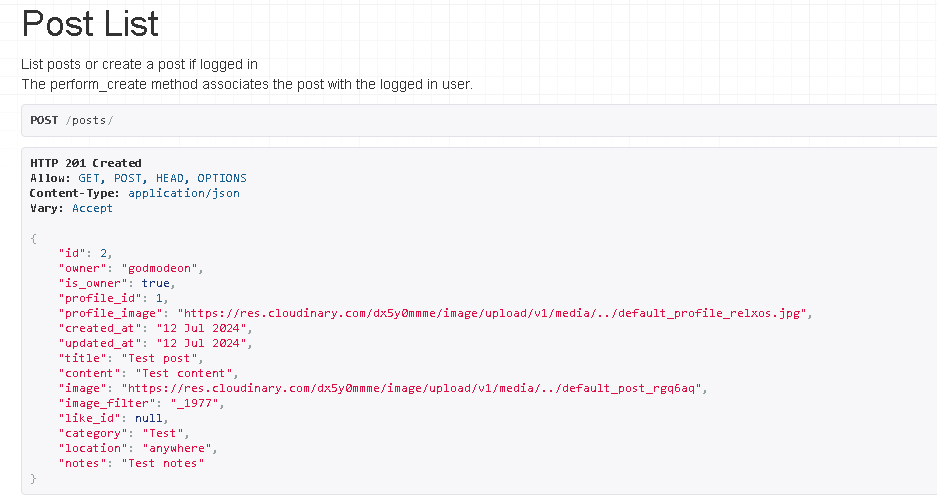 Post List
List posts or create a post if logged in
The perform_create method associates the post with the logged in user.
POST /posts/
HTTP 201 Created
Allow: GET, POST, HEAD, OPTIONS
Content-Type: application/json
Vary: Accept
{
"id": 2,
"owner": "godmodeon",
"is_owner": true,
"profile_id": 1,
"profile_image": "https://res.cloudinary.com/dx5y0mmme/image/upload/v1/media/../default_profile_relxos.jpg",
"created_at": "12 Jul 2024",
"updated_at": "12 Jul 2024",
"title": "Test post",
"content": "Test content",
"image": "https://res.cloudinary.com/dx5y0mmme/image/upload/v1/media/../default_post_rgq6aq",
"image_filter": "_1977",
"like_id": null,
"category": "Test",
"location": "anywhere",
"notes": "Test notes"
}